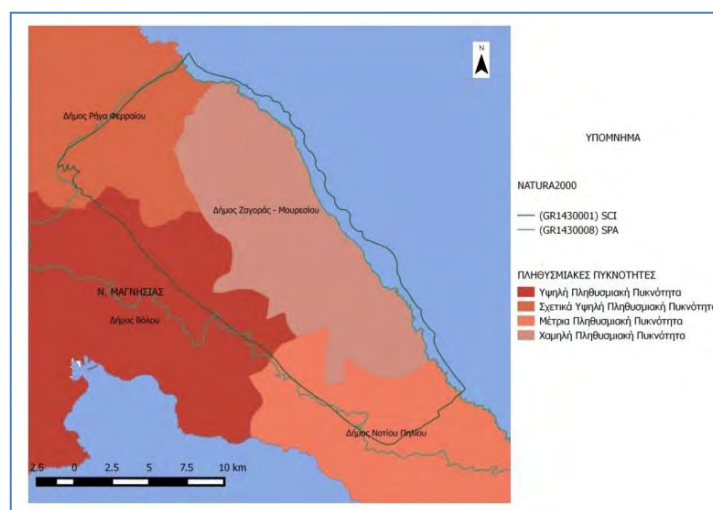 N
Δήμος Ρήγα Φερραίου
Δήμος Ζαγοράς - Μουρεσίου
Ν. ΜΑΓΝΗΣΙΑΣ
Δήμος Βόλου
Δήμος Νοτίου Πηλίου
2.5 0 2.5 5 7.5 10 km
ΥΠΟΜΝΗΜΑ
NATURA2000
(GR1430001) SCI
(GR1430008) SPA
ΠΛΗΘΥΣΜΙΑΚΕΣ ΠΥΚΝΟΤΗΤΕΣ
Υψηλή Πληθυσμιακή Πυκνότητα
Σχετικά Υψηλή Πληθυσμιακή Πυκνότητα
Μέτρια Πληθυσμιακή Πυκνότητα
Χαμηλή Πληθυσμιακή Πυκνότητα